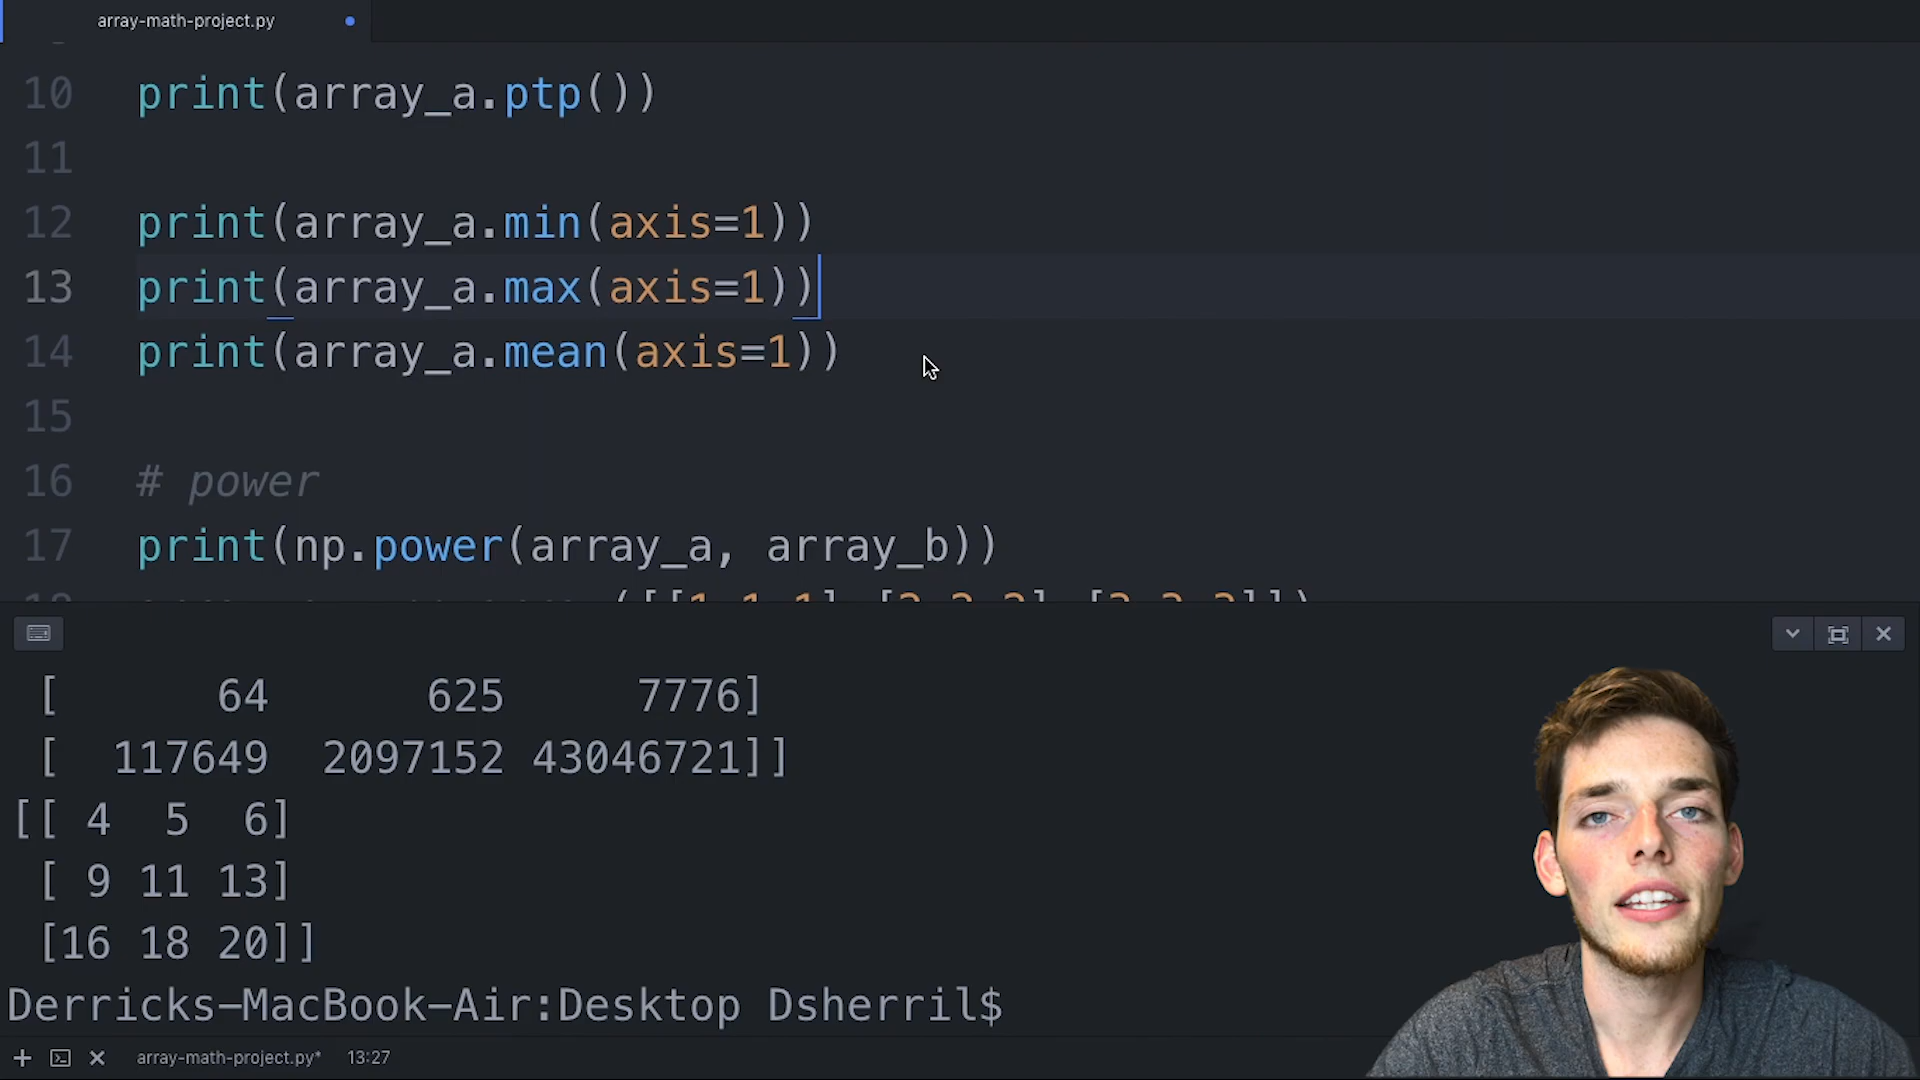 array-math-project.py
10 print(array_a.ptp())
11
12 print(array_a.min(axis=1))
13 print(array_a.max(axis=1))
14 print(array_a.mean(axis=1))
15
16 # power
17 print(np.power(array_a, array_b))
[ 64 625 7776]
[ 117649 2097152 43046721]]
[[ 4 5 6]
[ 9 11 13]
[16 18 20]]
Derricks-MacBook-Air:Desktop Dsherril$
array-math-project.py* 13:27